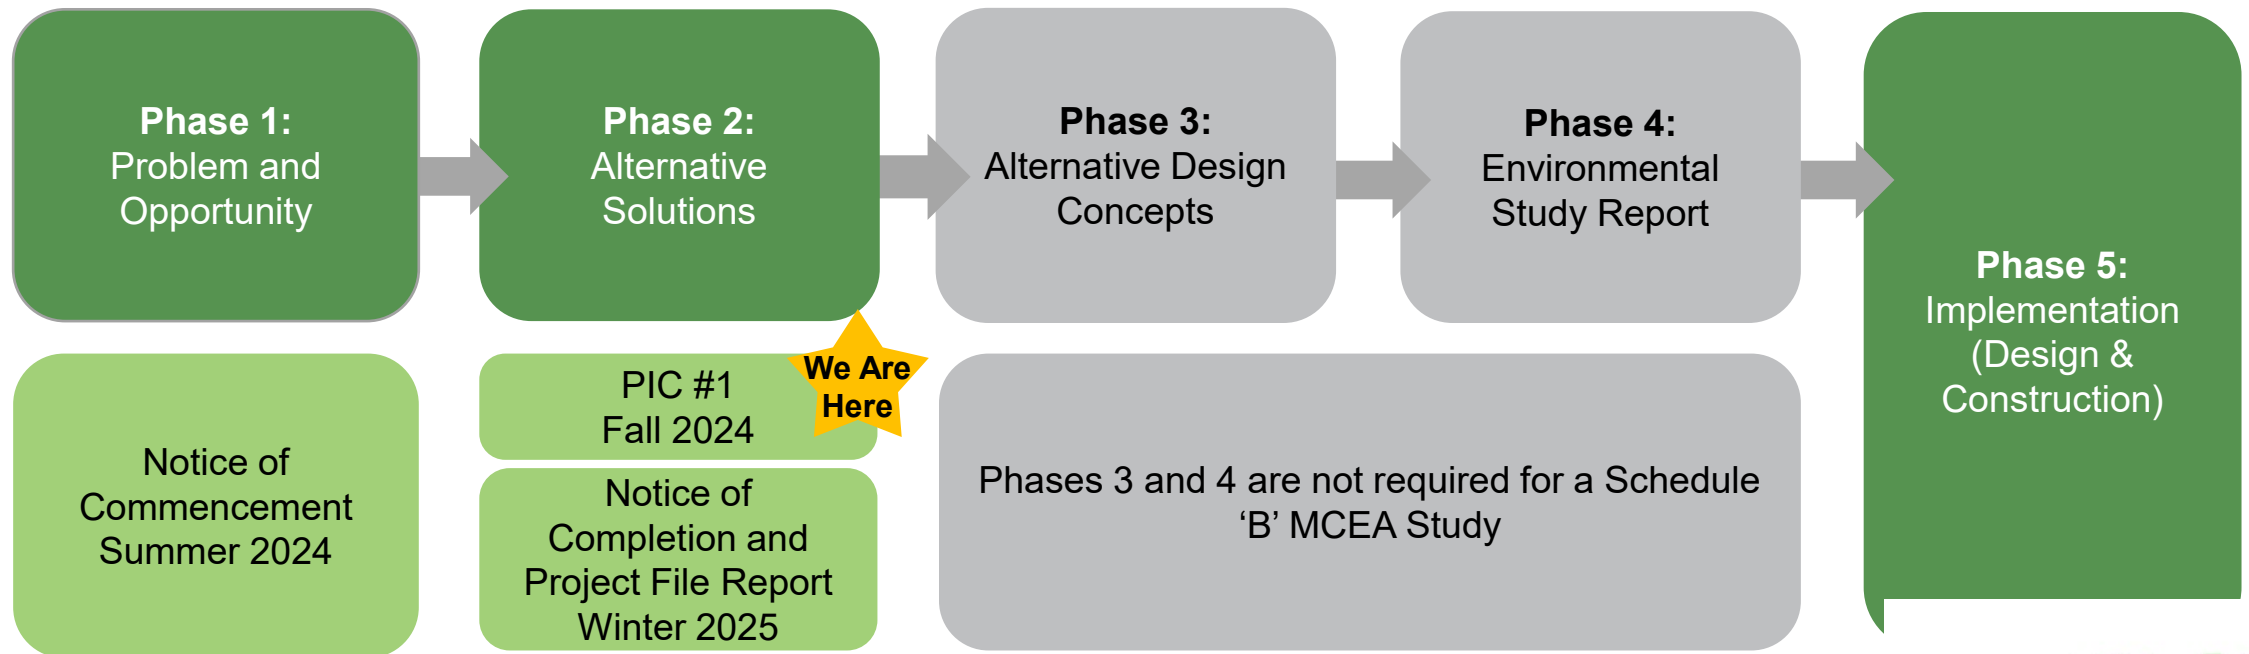 Phase 1:
Problem and
Opportunity
Phase 2:
Alternative
Solutions
Phase 3:
Alternative Design
Concepts
Phase 4:
Environmental
Study Report
Phase 5:
Implementation
(Design &
Construction)
Notice of
Commencement
Summer 2024
PIC #1
Fall 2024
We Are
Here
Notice of
Completion and
Project File Report
Winter 2025
Phases 3 and 4 are not required for a Schedule
‘B’ MCEA Study